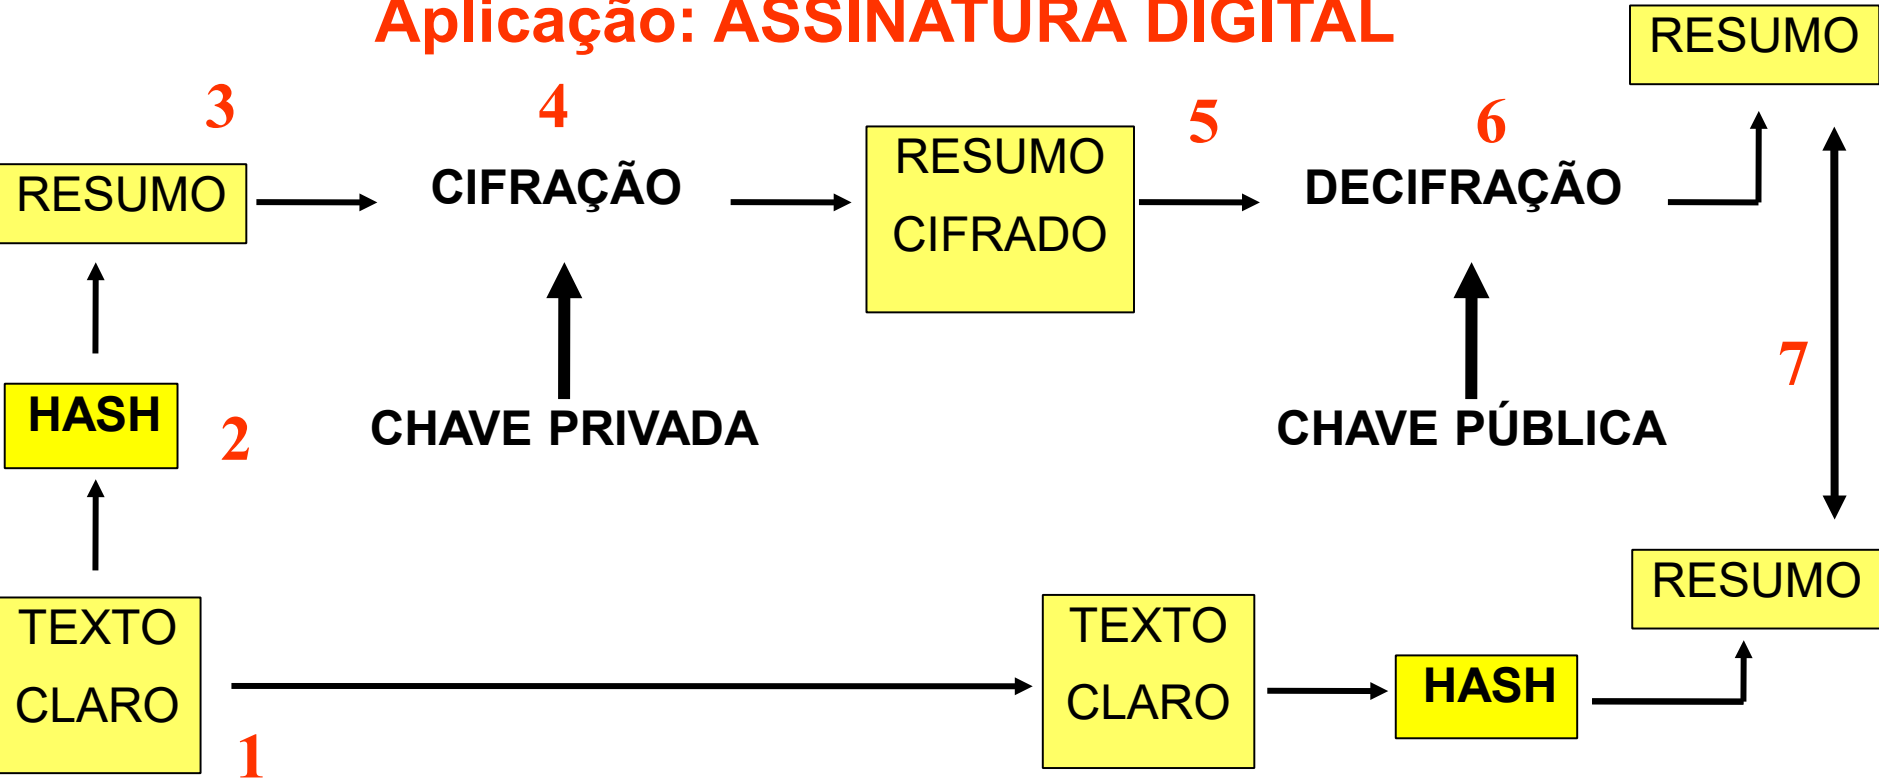 Aplicação: ASSINATURA DIGITAL
RESUMO
3
4
5
6
RESUMO
CIFRAÇÃO
RESUMO
CIFRADO
DECIFRAÇÃO
7
HASH
2
CHAVE PRIVADA
CHAVE PÚBLICA
RESUMO
TEXTO
CLARO
1
TEXTO
CLARO
HASH